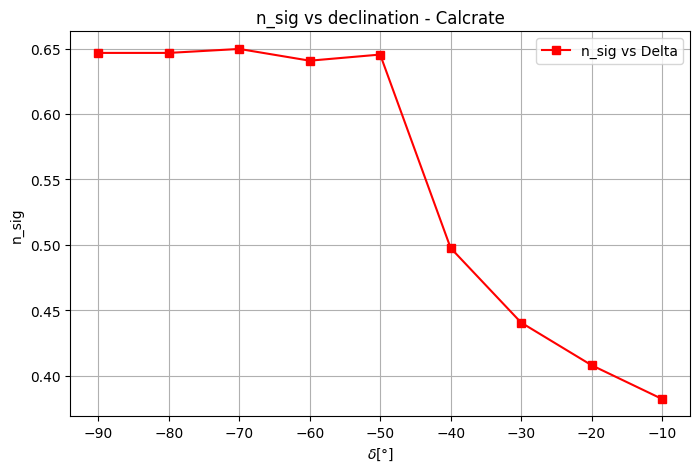 n_sig vs declination - Calcrate
n_sig vs Delta
0.65
0.60
0.55
0.50
0.45
0.40
n_sig
−90 −80 −70 −60 −50 −40 −30 −20 −10
δ[°]